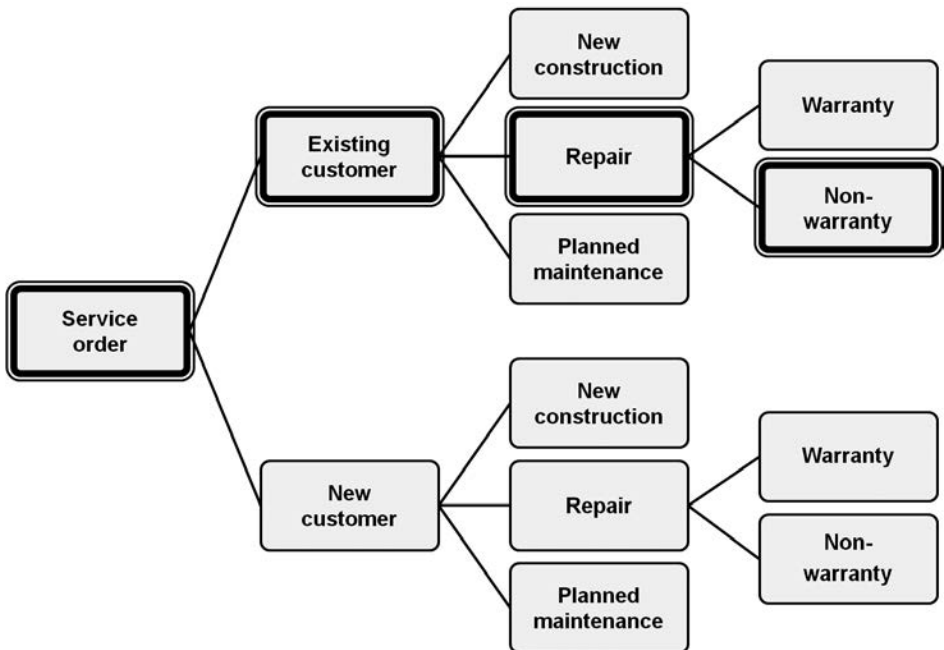 New
construction
Warranty
Existing
customer
Repair
Non-
warranty
Planned
maintenance
Service
order
New
construction
Warranty
New
customer
Repair
Non-
warranty
Planned
maintenance